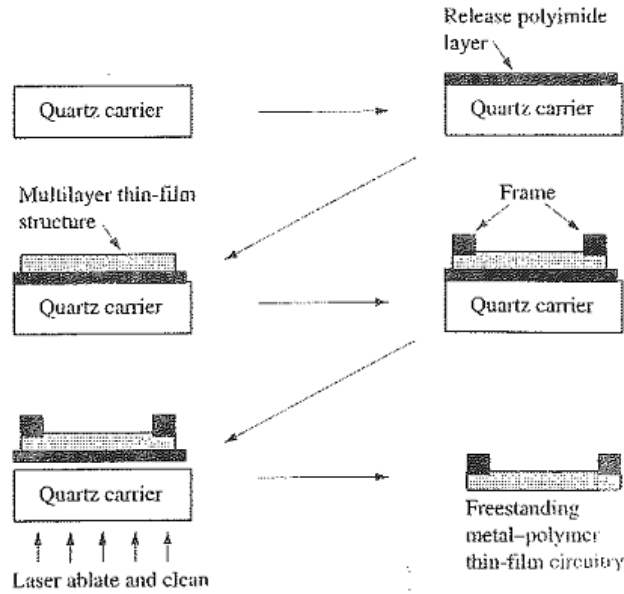 Release polyimide
layer
Quartz carrier
Quartz carrier
Multilayer thin-film
structure
Frame
Quartz carrier
Quartz carrier
Quartz carrier
Laser ablate and clean
Freestanding
metal–polymer
thin-film circuitry